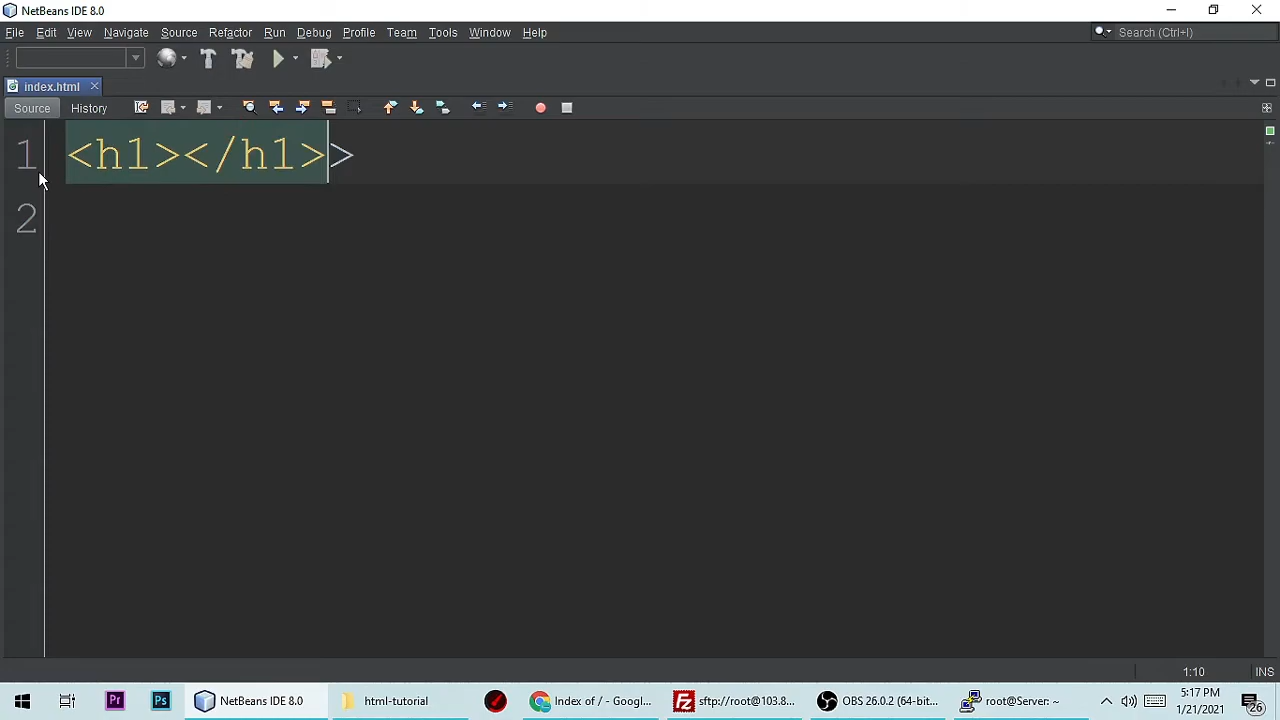 NetBeans IDE 8.0
File Edit View Navigate Source Refactor Run Debug Profile Team Tools Window Help
Search (Ctrl+I)
index.html
Source History
1 <h1></h1>>
2
1:10 INS
Pr Ps NetBeans IDE 8.0 html-tutorial Index of / - Googl... sftp://root@103.8... OBS 26.0.2 (64-bit... root@Server: ~
5:17 PM
1/21/2021
26